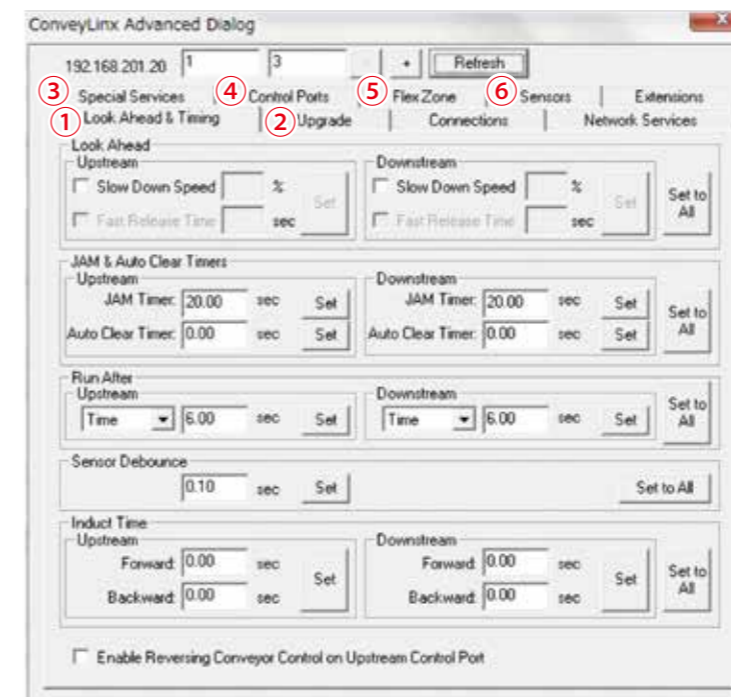 ConveyLinx Advanced Dialog
192.168.201.20 1 3 - + Refresh
③ Special Services ④ Control Ports ⑤ FlexZone ⑥ Sensors Extensions
① Look Ahead & Timing ② Upgrade Connections Network Services
Look Ahead
Upstream Downstream
Slow Down Speed % Set Slow Down Speed % Set Set to All
Fast Release Time sec Fast Release Time sec
JAM & Auto Clear Timers
Upstream Downstream
JAM Timer: 20.00 sec Set JAM Timer: 20.00 sec Set Set to All
Auto Clear Timer: 0.00 sec Set Auto Clear Timer: 0.00 sec Set
Run After
Upstream Downstream
Time 6.00 sec Set Time 6.00 sec Set Set to All
Sensor Debounce
0.10 sec Set Set to All
Induct Time
Upstream Downstream
Forward: 0.00 sec Set Forward: 0.00 sec Set Set to All
Backward: 0.00 sec Backward: 0.00 sec
Enable Reversing Conveyor Control on Upstream Control Port